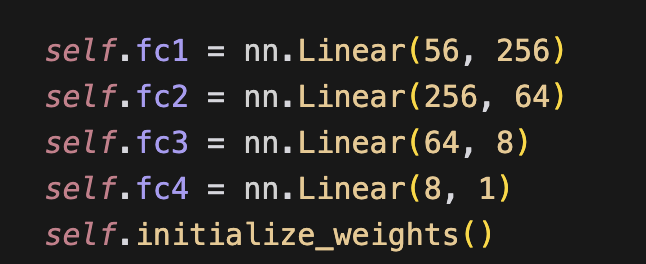 self.fc1 = nn.Linear(56, 256)
self.fc2 = nn.Linear(256, 64)
self.fc3 = nn.Linear(64, 8)
self.fc4 = nn.Linear(8, 1)
self.initialize_weights()